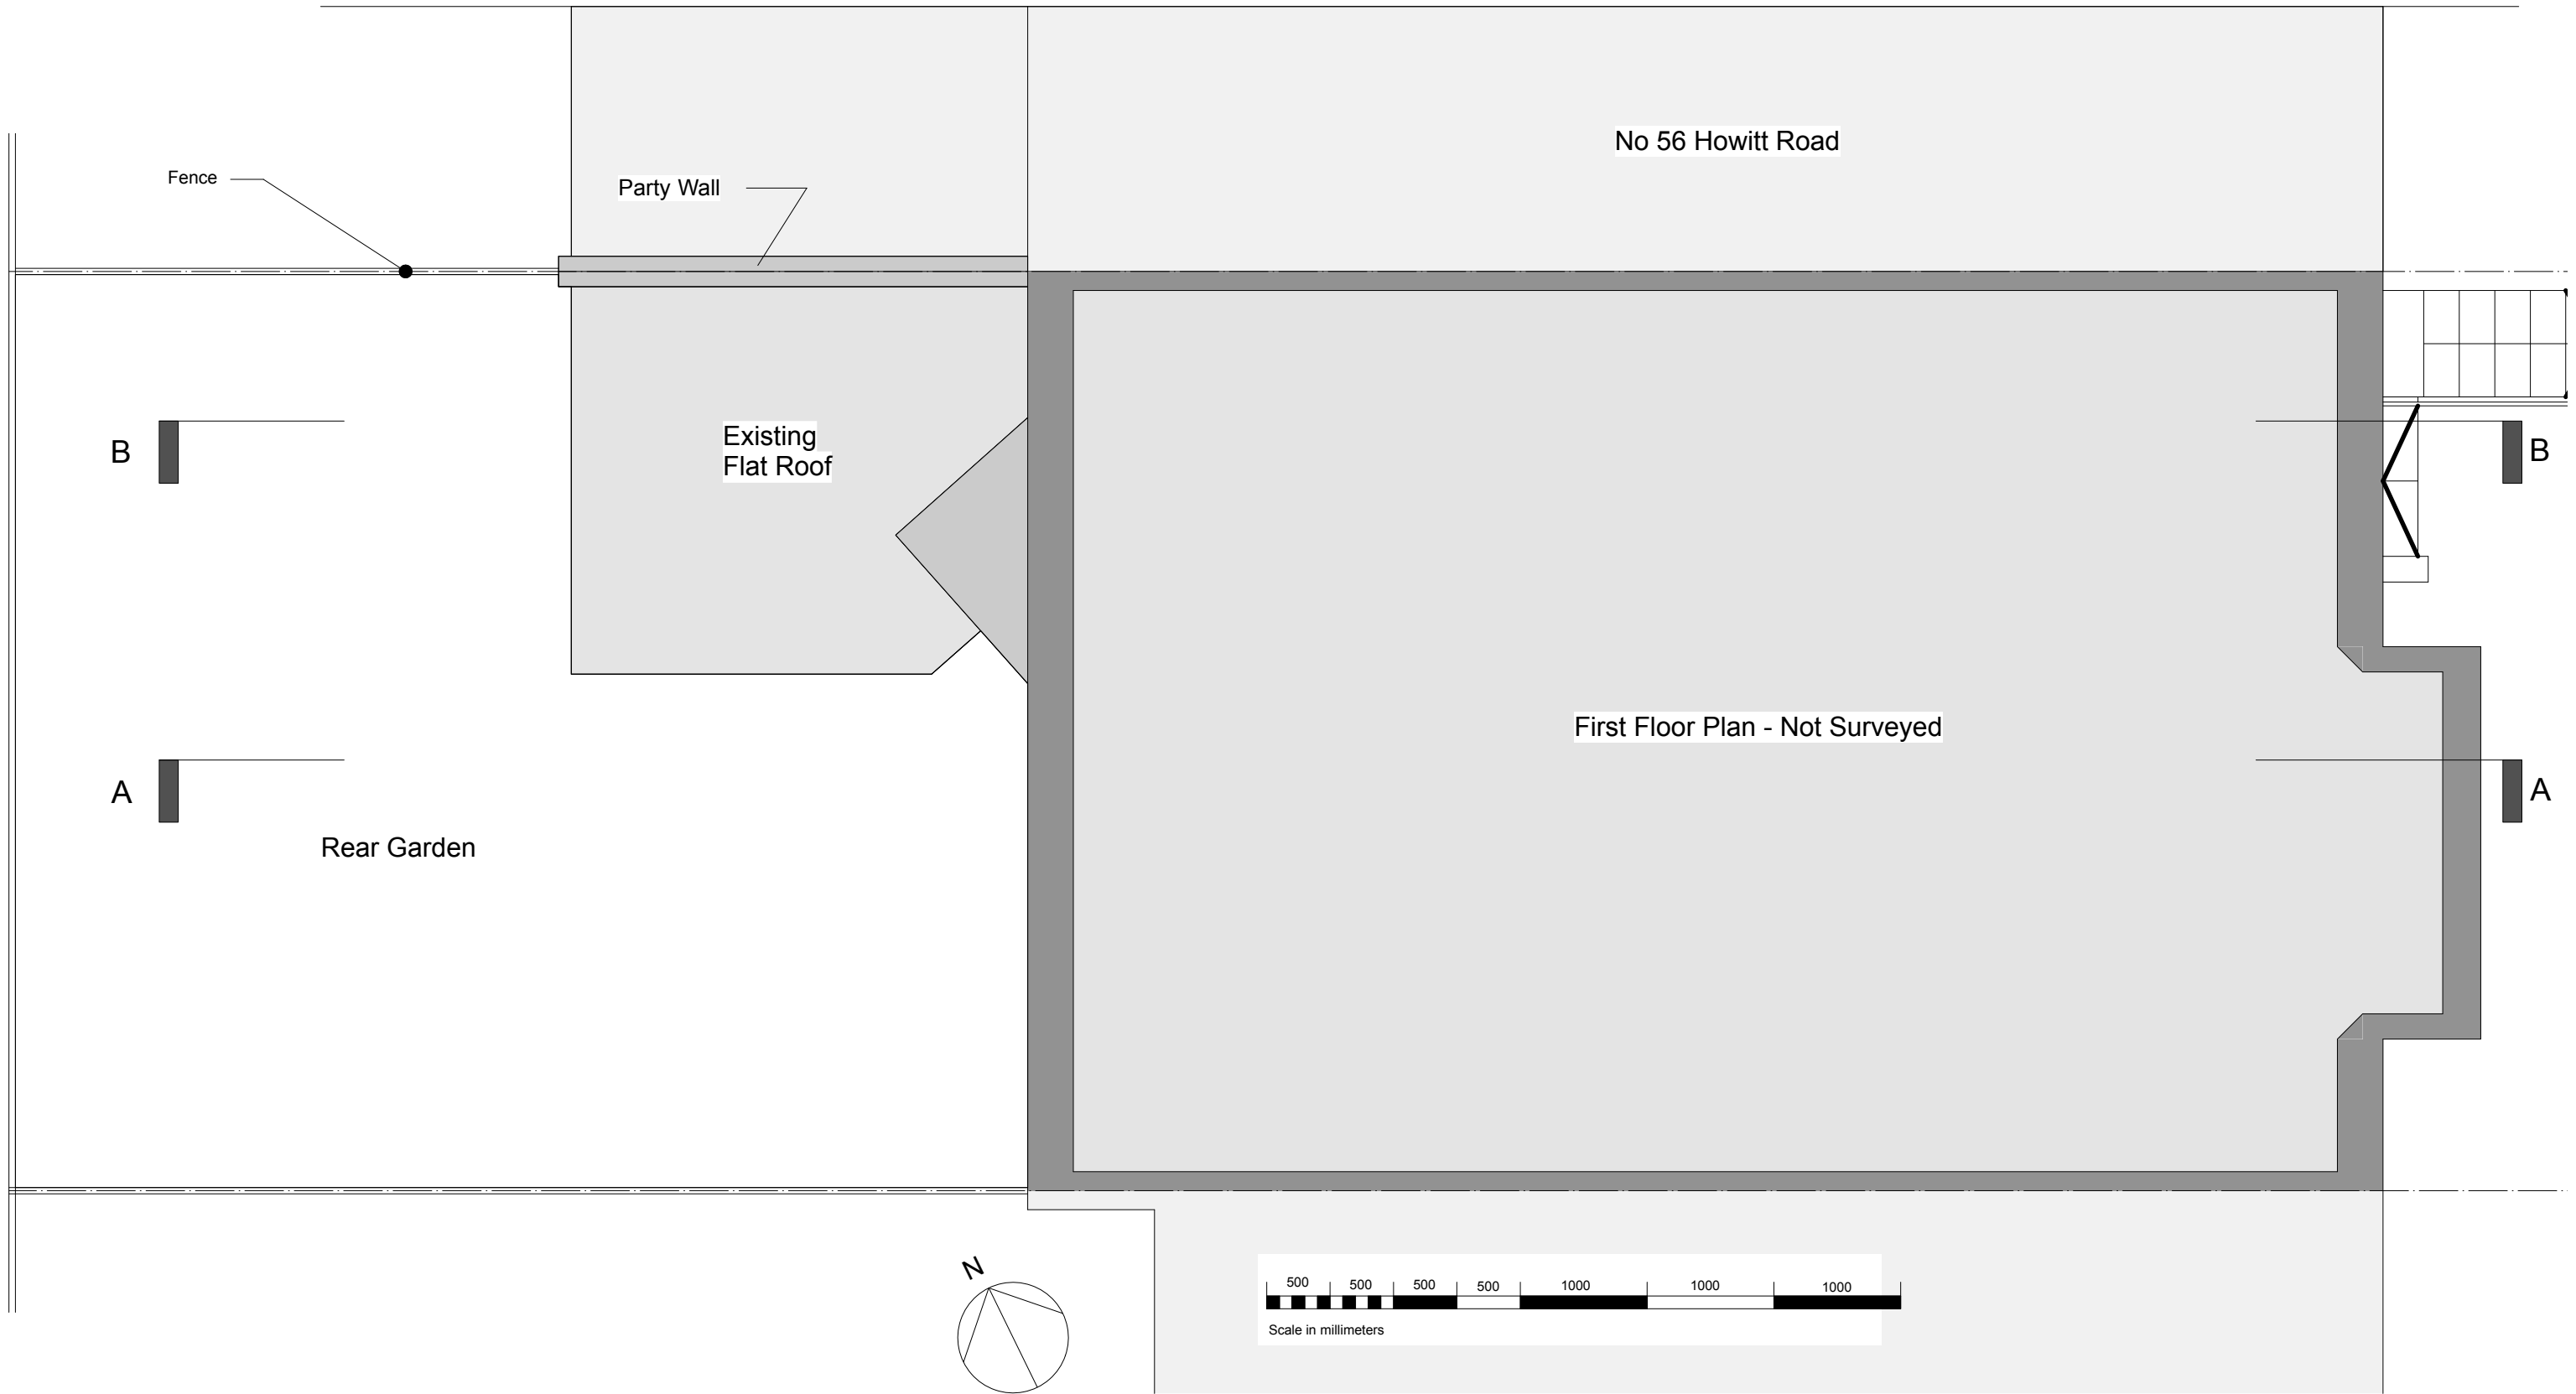 No 56 Howitt Road
Fence
Party Wall
Existing
Flat Roof
B
B
First Floor Plan - Not Surveyed
A
A
Rear Garden
N
500
500
500
500
1000
1000
1000
Scale in millimeters